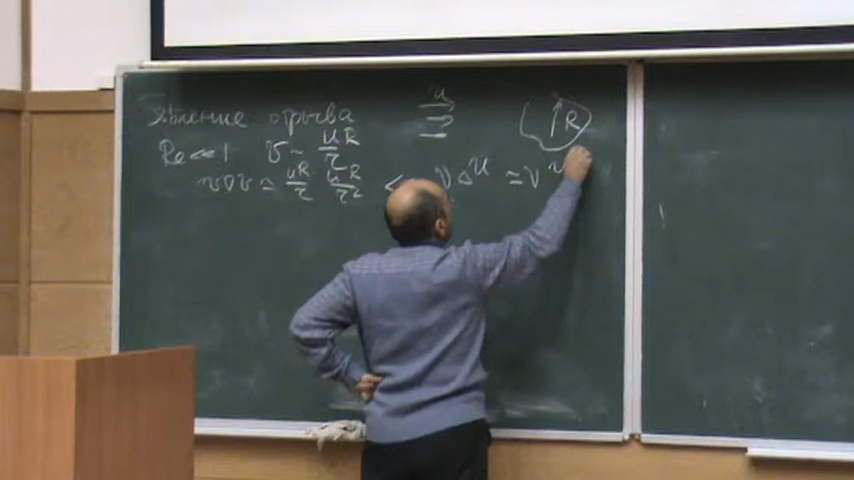 Явление отрыва
u
R
Re << 1 v ~ uR/r
v∇v ≃ uR/r uR/r² < ν Δ u ≃ ν